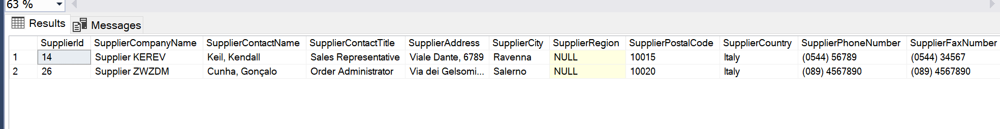 63 %
Results Messages
SupplierId SupplierCompanyName SupplierContactName SupplierContactTitle SupplierAddress SupplierCity SupplierRegion SupplierPostalCode SupplierCountry SupplierPhoneNumber SupplierFaxNumber
1 14 Supplier KEREV Keil, Kendall Sales Representative Viale Dante, 6789 Ravenna NULL 10015 Italy (0544) 56789 (0544) 34567
2 26 Supplier ZWZDM Cunha, Gonçalo Order Administrator Via dei Gelsomi... Salerno NULL 10020 Italy (089) 4567890 (089) 4567890